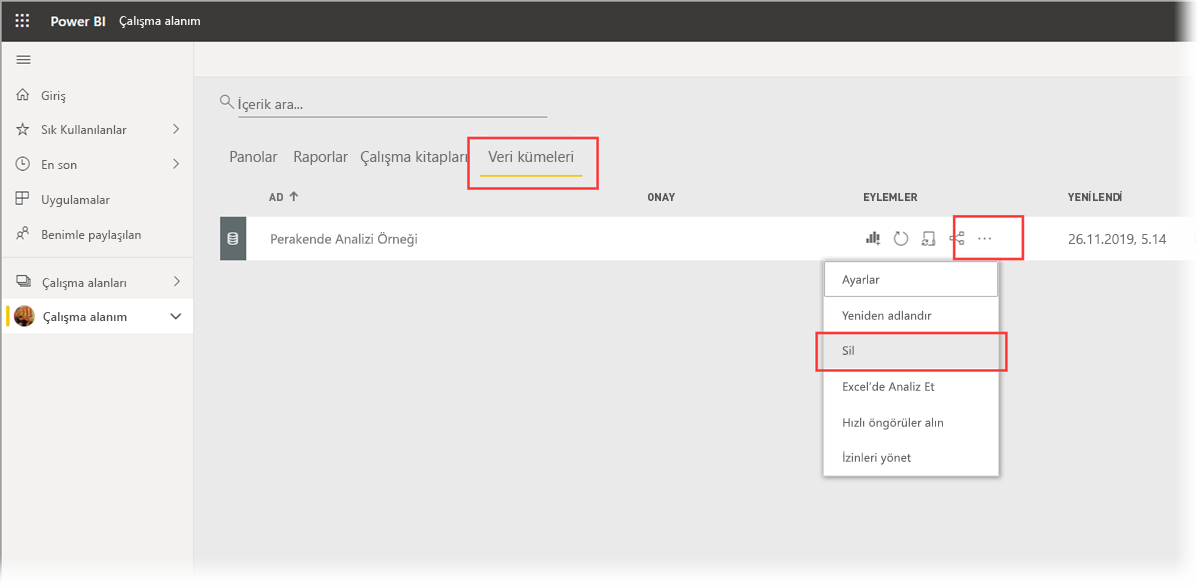 Power BI Çalışma alanım
Giriş
Sık Kullanılanlar
En son
Uygulamalar
Benimle paylaşılan
Çalışma alanları
Çalışma alanım
İçerik ara...
Panolar Raporlar Çalışma kitapları Veri kümeleri
AD ONAY EYLEMLER YENİLENDİ
Perakende Analizi Örneği ... 26.11.2019, 5.14
Ayarlar
Yeniden adlandır
Sil
Excel'de Analiz Et
Hızlı öngörüler alın
İzinleri yönet